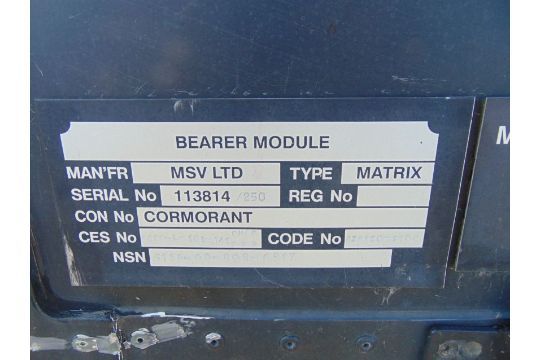 BEARER MODULE
MAN'FR MSV LTD TYPE MATRIX
SERIAL No 113814 /250 REG No
CON No CORMORANT
CES No CODE No
NSN
M